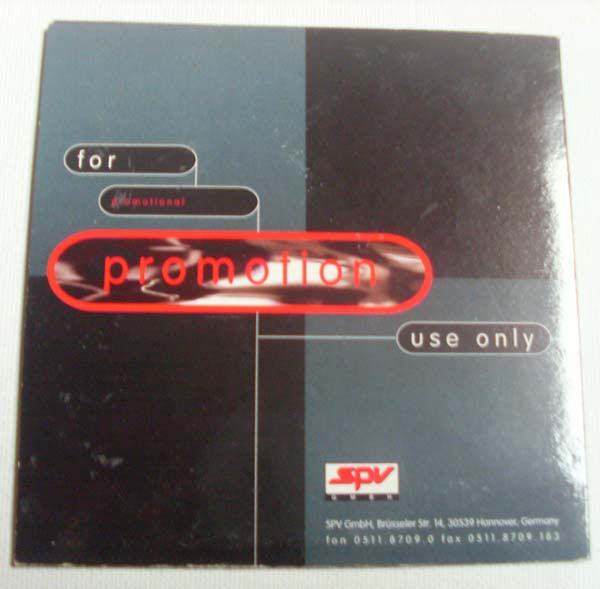 for
promotional
promotion
use only
SPV
GMBH
SPV GmbH, Brüsseler Str. 14, 30539 Hannover, Germany
fon 0511.8709.0 fax 0511.8709.183